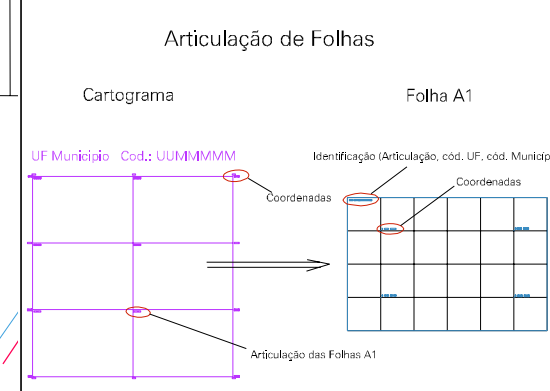 Articulação de Folhas
Cartograma
Folha A1
UF Municipio Cod.: UUMMMMM
Identificação (Articulação, cód. UF, cód. Municíp
Coordenadas
Coordenadas
Articulação das Folhas A1